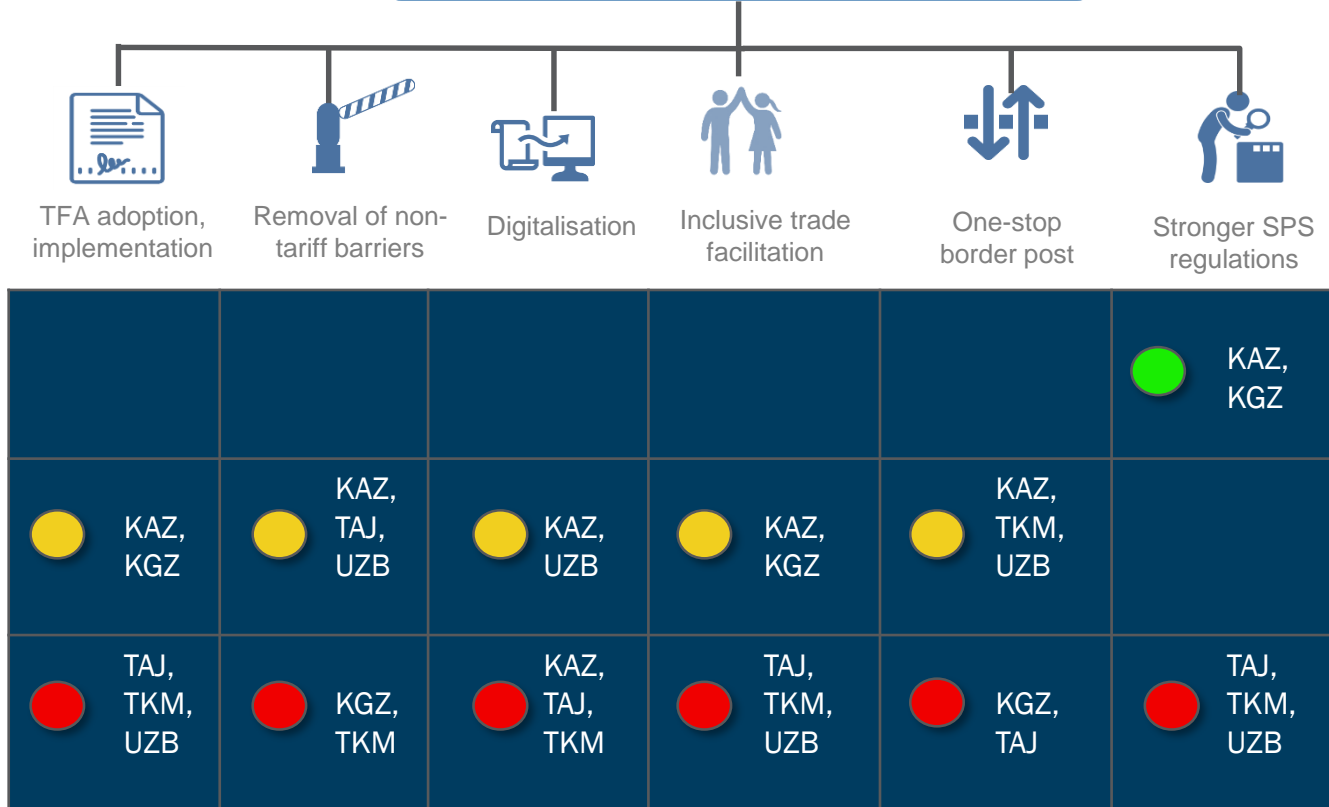 TFA adoption,
implementation
Removal of non-
tariff barriers
Digitalisation
Inclusive trade
facilitation
One-stop
border post
Stronger SPS
regulations
KAZ,
KGZ
KAZ,
KGZ
KAZ,
TAJ,
UZB
KAZ,
UZB
KAZ,
KGZ
KAZ,
TKM,
UZB
TAJ,
TKM,
UZB
KGZ,
TKM
KAZ,
TAJ,
TKM
TAJ,
TKM,
UZB
KGZ,
TAJ
TAJ,
TKM,
UZB